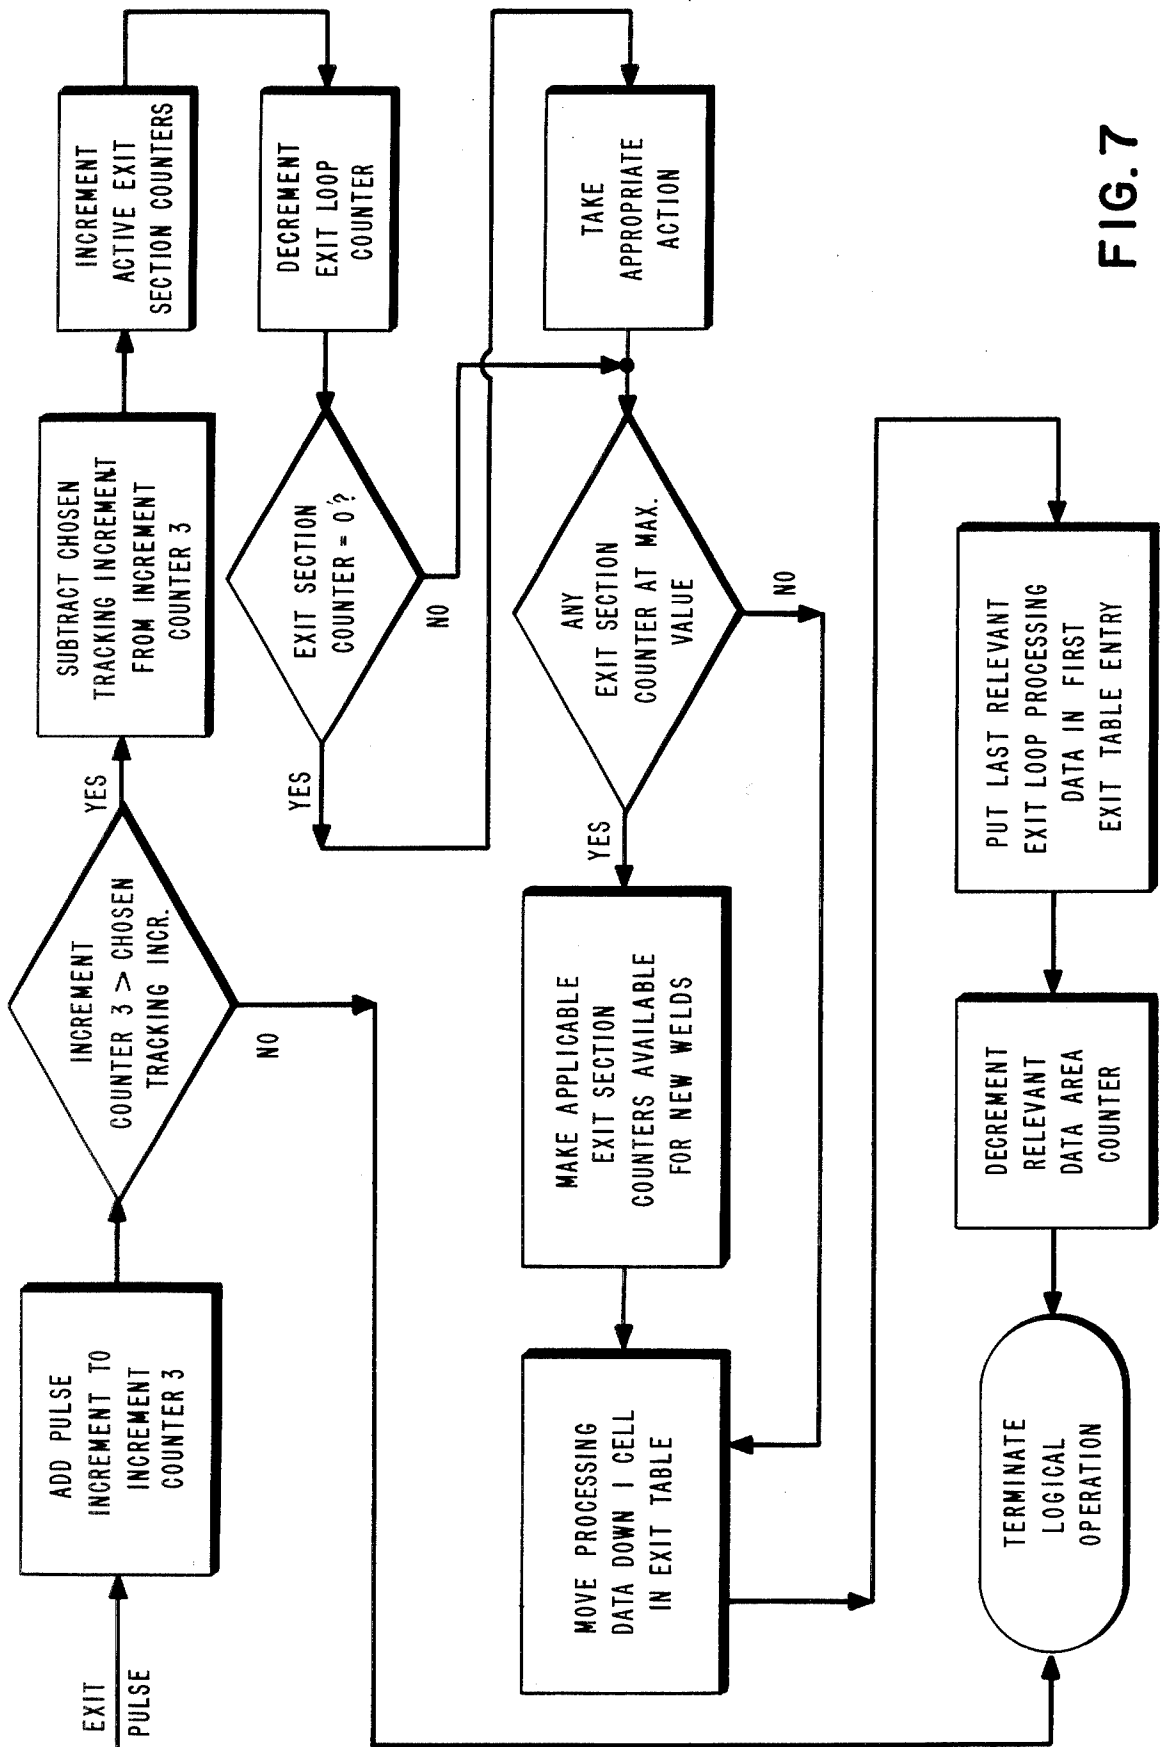 EXIT
PULSE
ADD PULSE
INCREMENT TO
INCREMENT
COUNTER 3
INCREMENT
COUNTER 3 > CHOSEN
TRACKING INCR.
YES
NO
SUBTRACT CHOSEN
TRACKING INCREMENT
FROM INCREMENT
COUNTER 3
INCREMENT
ACTIVE EXIT
SECTION COUNTERS
DECREMENT
EXIT LOOP
COUNTER
EXIT SECTION
COUNTER = 0?
YES
NO
TAKE
APPROPRIATE
ACTION
ANY
EXIT SECTION
COUNTER AT MAX.
VALUE
YES
NO
MAKE APPLICABLE
EXIT SECTION
COUNTERS AVAILABLE
FOR NEW WELDS
MOVE PROCESSING
DATA DOWN 1 CELL
IN EXIT TABLE
PUT LAST RELEVANT
EXIT LOOP PROCESSING
DATA IN FIRST
EXIT TABLE ENTRY
DECREMENT
RELEVANT
DATA AREA
COUNTER
TERMINATE
LOGICAL
OPERATION
FIG. 7